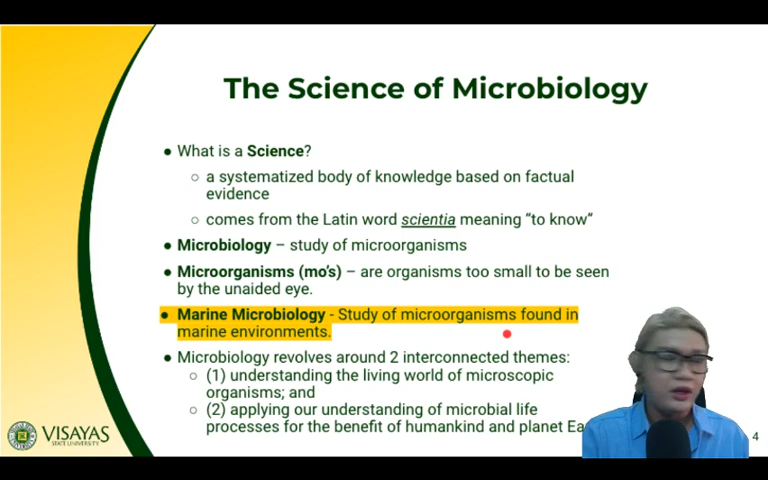 The Science of Microbiology
● What is a Science?
○ a systematized body of knowledge based on factual
evidence
○ comes from the Latin word scientia meaning “to know”
● Microbiology – study of microorganisms
● Microorganisms (mo’s) – are organisms too small to be seen
by the unaided eye.
● Marine Microbiology - Study of microorganisms found in
marine environments.
● Microbiology revolves around 2 interconnected themes:
○ (1) understanding the living world of microscopic
organisms; and
○ (2) applying our understanding of microbial life
processes for the benefit of humankind and planet Ea
VISAYAS
STATE UNIVERSITY
4